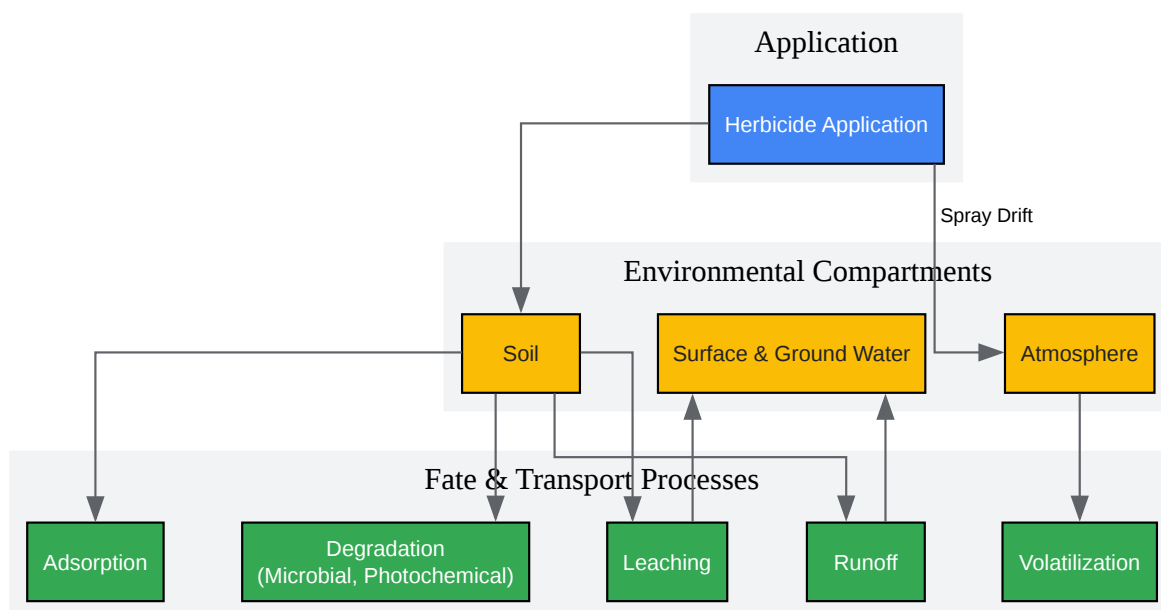 Application
Herbicide Application
Spray Drift
Environmental Compartments
Soil
Surface & Ground Water
Atmosphere
Fate & Transport Processes
Adsorption
Degradation
(Microbial, Photochemical)
Leaching
Runoff
Volatilization